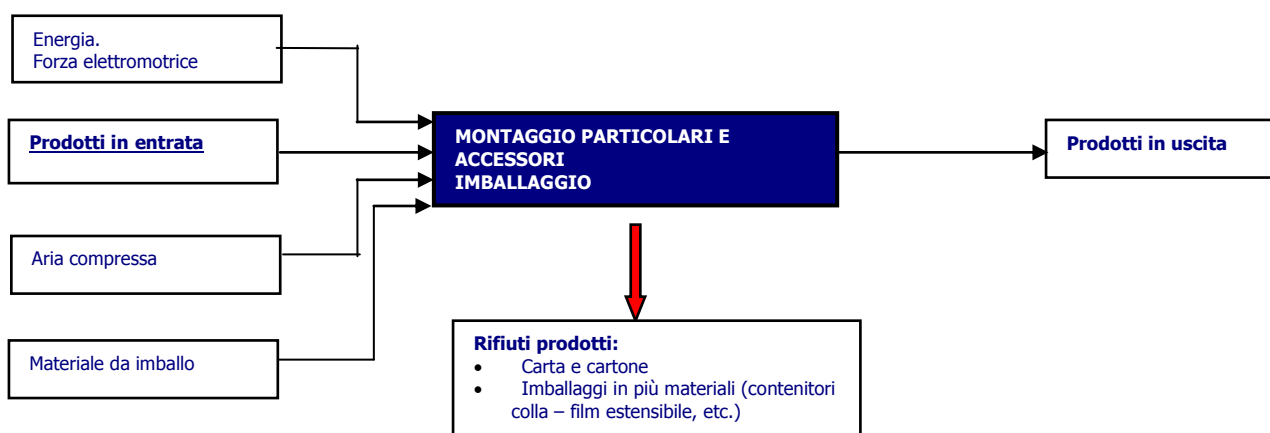 Energia.
Forza elettromotrice
Prodotti in entrata
Aria compressa
Materiale da imballo
MONTAGGIO PARTICOLARI E
ACCESSORI
IMBALLAGGIO
Prodotti in uscita
Rifiuti prodotti:
• Carta e cartone
• Imballaggi in più materiali (contenitori
colla – film estensibile, etc.)